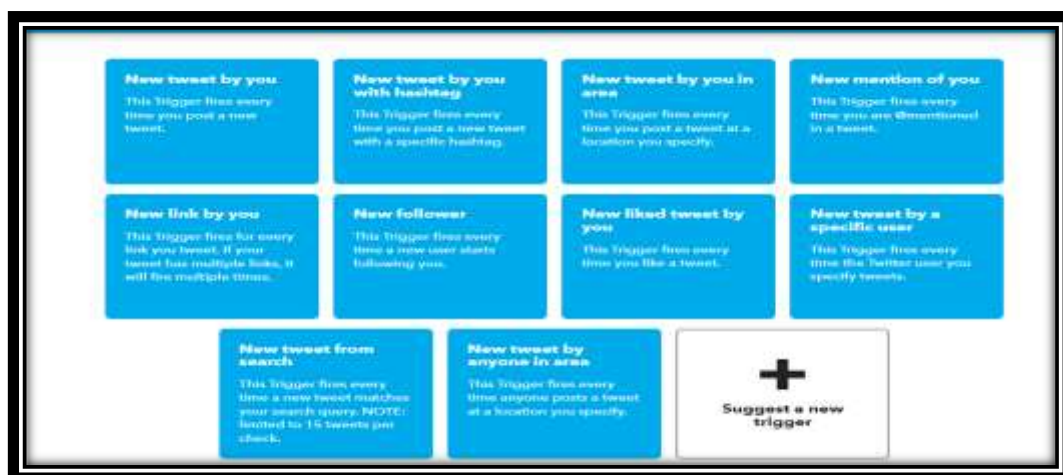 New tweet by you
This Trigger fires every
time you post a new
tweet.
New tweet by you
with hashtag
This Trigger fires every
time you post a new tweet
with a specific hashtag.
New tweet by you in
area
This Trigger fires every
time you post a tweet at a
location you specify.
New mention of you
This Trigger fires every
time you are @mentioned
in a tweet.
New link by you
This Trigger fires for every
link you tweet. If your
tweet has multiple links, it
will fire multiple times.
New follower
This Trigger fires every
time a new user starts
following you.
New liked tweet by
you
This Trigger fires every
time you like a tweet.
New tweet by a
specific user
This Trigger fires every
time the Twitter user you
specify tweets.
New tweet from
search
This Trigger fires every
time a new tweet matches
your search query. NOTE:
limited to 15 tweets per
check.
New tweet by
anyone in area
This Trigger fires every
time anyone posts a tweet
at a location you specify.
Suggest a new
trigger